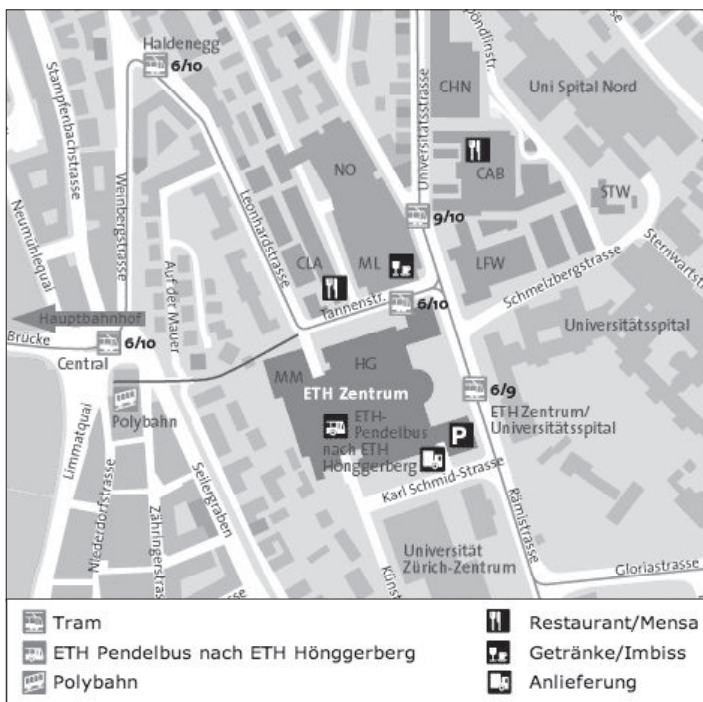 Haldenegg
6/10
Stampfenbachstrasse
Weinbergstrasse
Neumühlequai
Leonhardstrasse
Auf der Mauer
Universitätsstrasse
CHN
Uni Spital Nord
NO
CAB
STW
9/10
CLA
ML
LFW
Sternwartstr
Schmelzbergstrasse
Tannenstr.
6/10
Hauptbahnhof
Brücke
6/10
Central
Universitätsspital
MM
HG
ETH Zentrum
6/9
ETH Zentrum/
Universitätsspital
Polybahn
ETH-
Pendelbus
nach ETH
Hönggerberg
P
Karl Schmid-Strasse
Limmatquai
Niederdorfstrasse
Zähringerstras
Seilergraben
Rämistrasse
Universität
Zürich-Zentrum
Gloriastrasse
Künst
Tram
ETH Pendelbus nach ETH Hönggerberg
Polybahn
Restaurant/Mensa
Getränke/Imbiss
Anlieferung